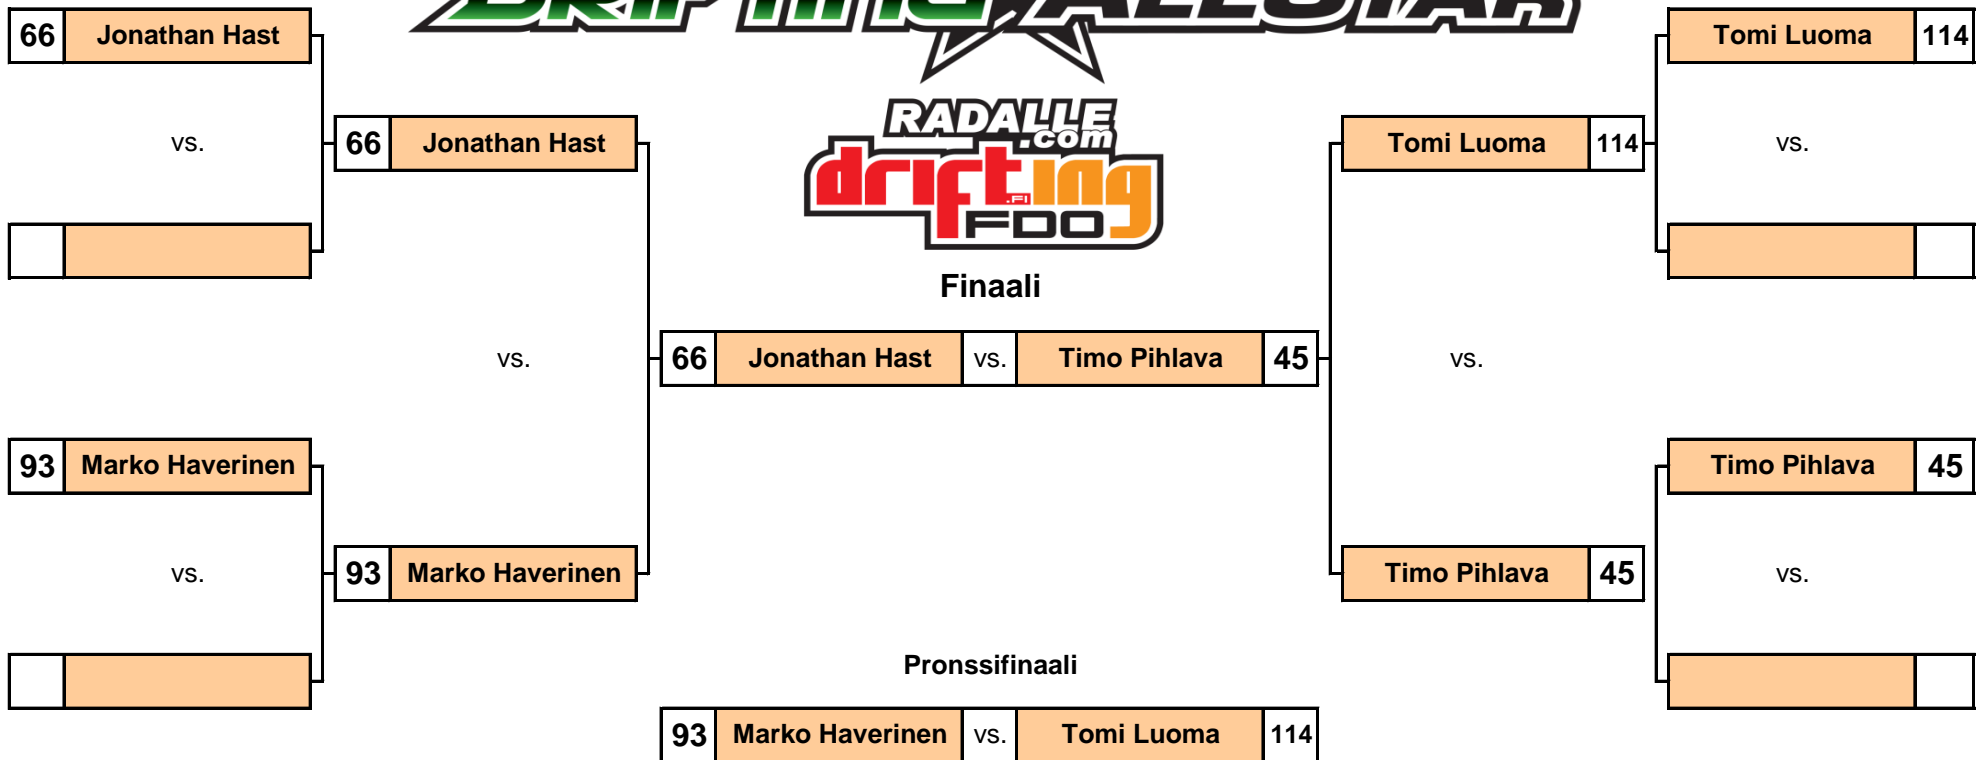 DRIFTING ALLSTAR
66 Jonathan Hast
Tomi Luoma 114
RADALLE
.com
drifting
.FI
FDO
vs.
66 Jonathan Hast
Tomi Luoma 114
vs.
Finaali
vs.
66 Jonathan Hast vs. Timo Pihlava 45
vs.
93 Marko Haverinen
Timo Pihlava 45
vs.
93 Marko Haverinen
Timo Pihlava 45
vs.
Pronssifinaali
93 Marko Haverinen vs. Tomi Luoma 114